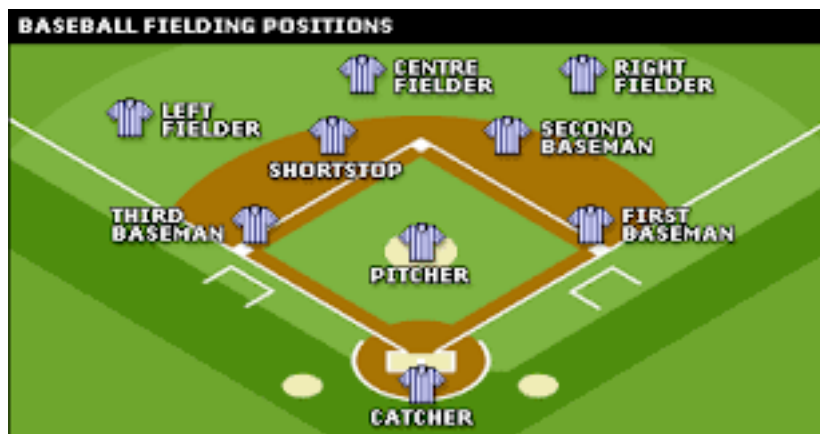 BASEBALL FIELDING POSITIONS
CENTRE
FIELDER
RIGHT
FIELDER
LEFT
FIELDER
SHORTSTOP
SECOND
BASEMAN
THIRD
BASEMAN
FIRST
BASEMAN
PITCHER
CATCHER